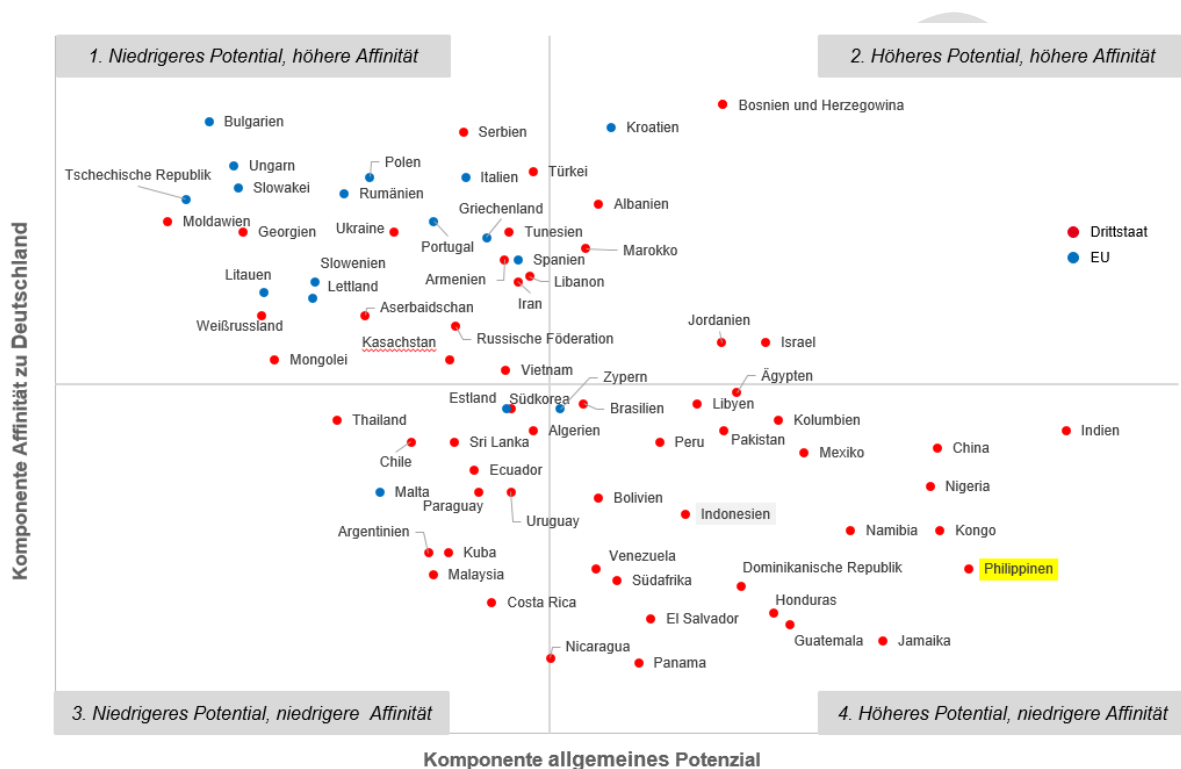 1. Niedrigeres Potential, höhere Affinität
2. Höheres Potential, höhere Affinität
Bosnien und Herzegowina
Bulgarien
Serbien
Kroatien
Ungarn
Polen
Türkei
Tschechische Republik
Slowakei
Rumänien
Italien
Griechenland
Albanien
Moldawien
Georgien
Ukraine
Portugal
Tunesien
Marokko
Drittstaat
EU
Slowenien
Spanien
Litauen
Lettland
Armenien
Libanon
Iran
Aserbaidschan
Weißrussland
Jordanien
Kasachstan
Russische Föderation
Israel
Mongolei
Vietnam
Zypern
Ägypten
Estland
Südkorea
Brasilien
Libyen
Thailand
Algerien
Kolumbien
Indien
Chile
Sri Lanka
Peru
Pakistan
Mexiko
China
Ecuador
Malta
Paraguay
Uruguay
Bolivien
Nigeria
Indonesien
Argentinien
Namibia
Kongo
Kuba
Venezuela
Dominikanische Republik
Philippinen
Malaysia
Südafrika
Costa Rica
Honduras
El Salvador
Guatemala
Jamaika
Nicaragua
Panama
3. Niedrigeres Potential, niedrigere Affinität
4. Höheres Potential, niedrigere Affinität
Komponente Affinität zu Deutschland
Komponente allgemeines Potenzial